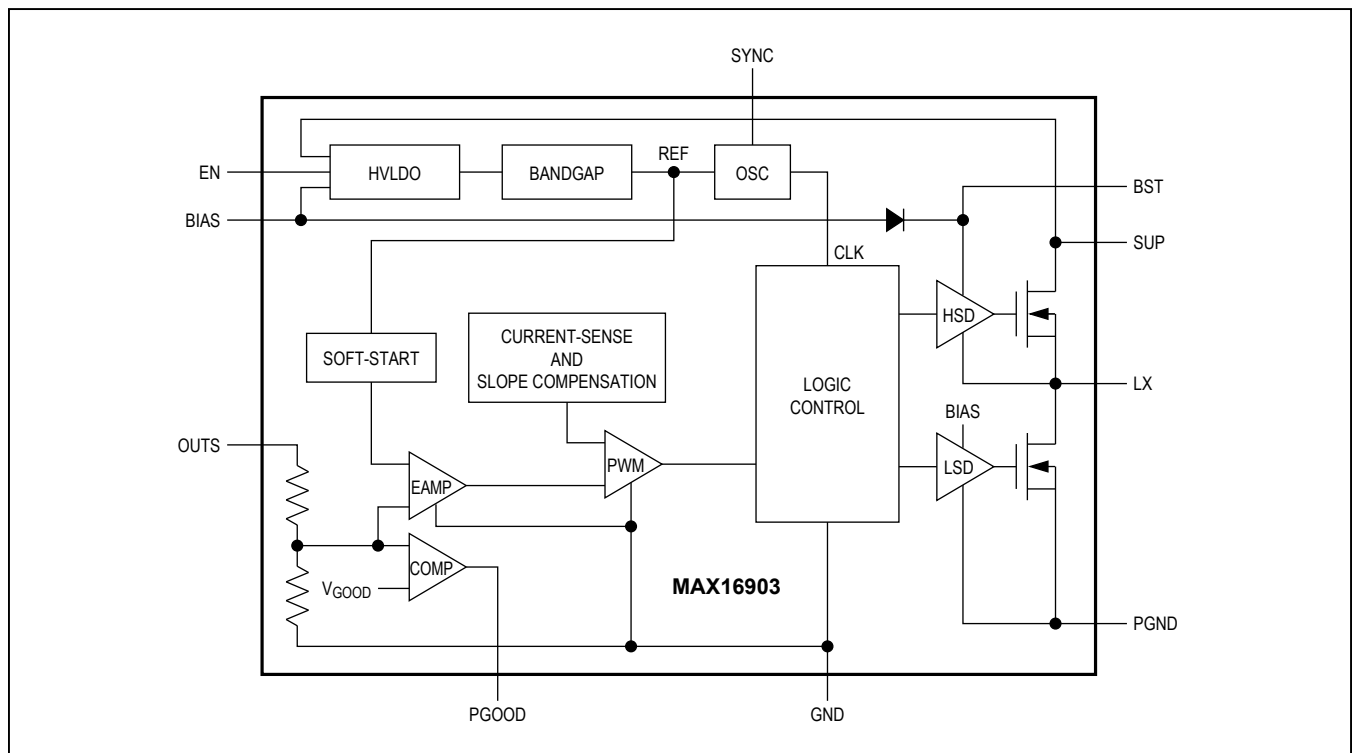 SYNC
EN
HVLDO
BANDGAP
REF
OSC
BST
BIAS
SUP
CLK
HSD
SOFT-START
CURRENT-SENSE
AND
SLOPE COMPENSATION
LOGIC
CONTROL
LX
BIAS
OUTS
EAMP
PWM
LSD
COMP
VGOOD
MAX16903
PGND
PGOOD
GND